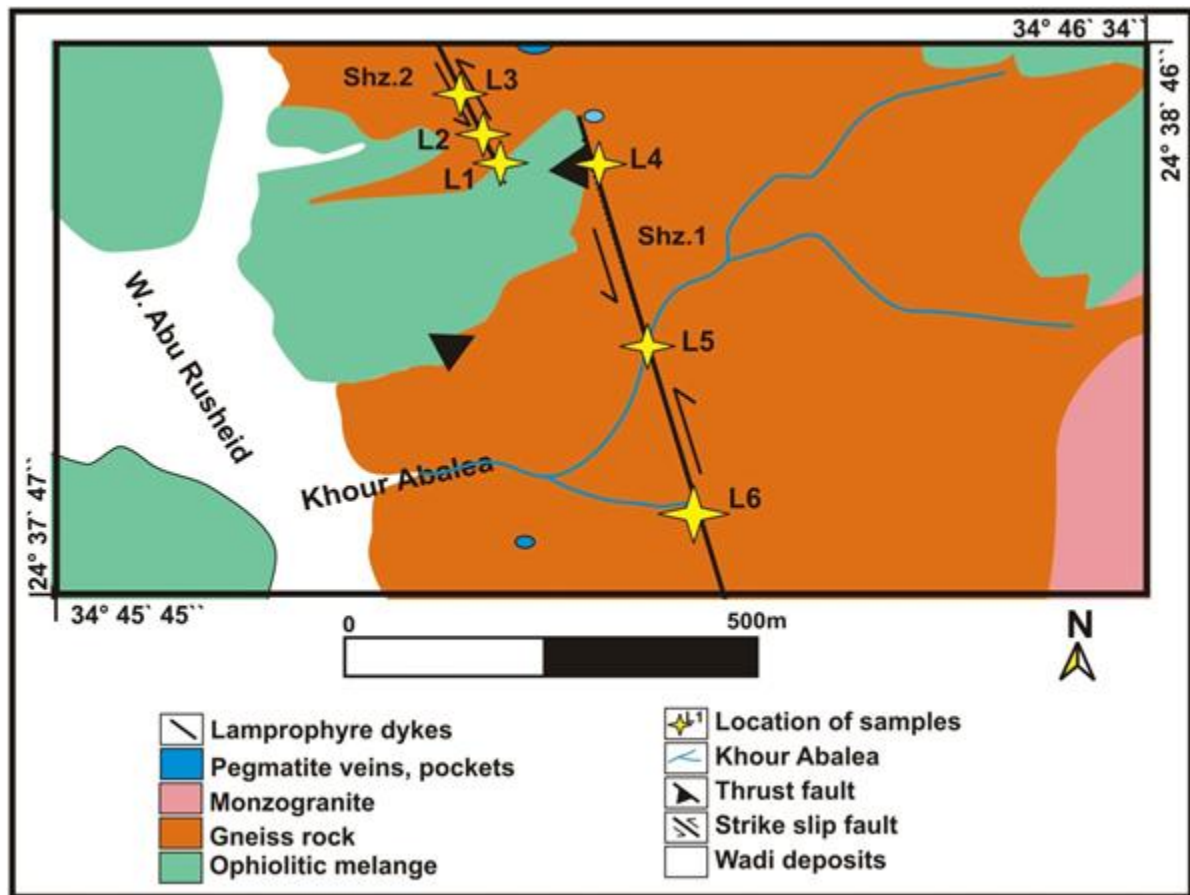 34° 46` 34``
24° 38` 46``
Shz.2
L3
L2
L1
L4
Shz.1
W. Abu Rusheid
L5
Khour Abalea
L6
24° 37` 47``
34° 45` 45``
0
500m
N
Lamprophyre dykes
Pegmatite veins, pockets
Monzogranite
Gneiss rock
Ophiolitic melange
L1
Location of samples
Khour Abalea
Thrust fault
Strike slip fault
Wadi deposits